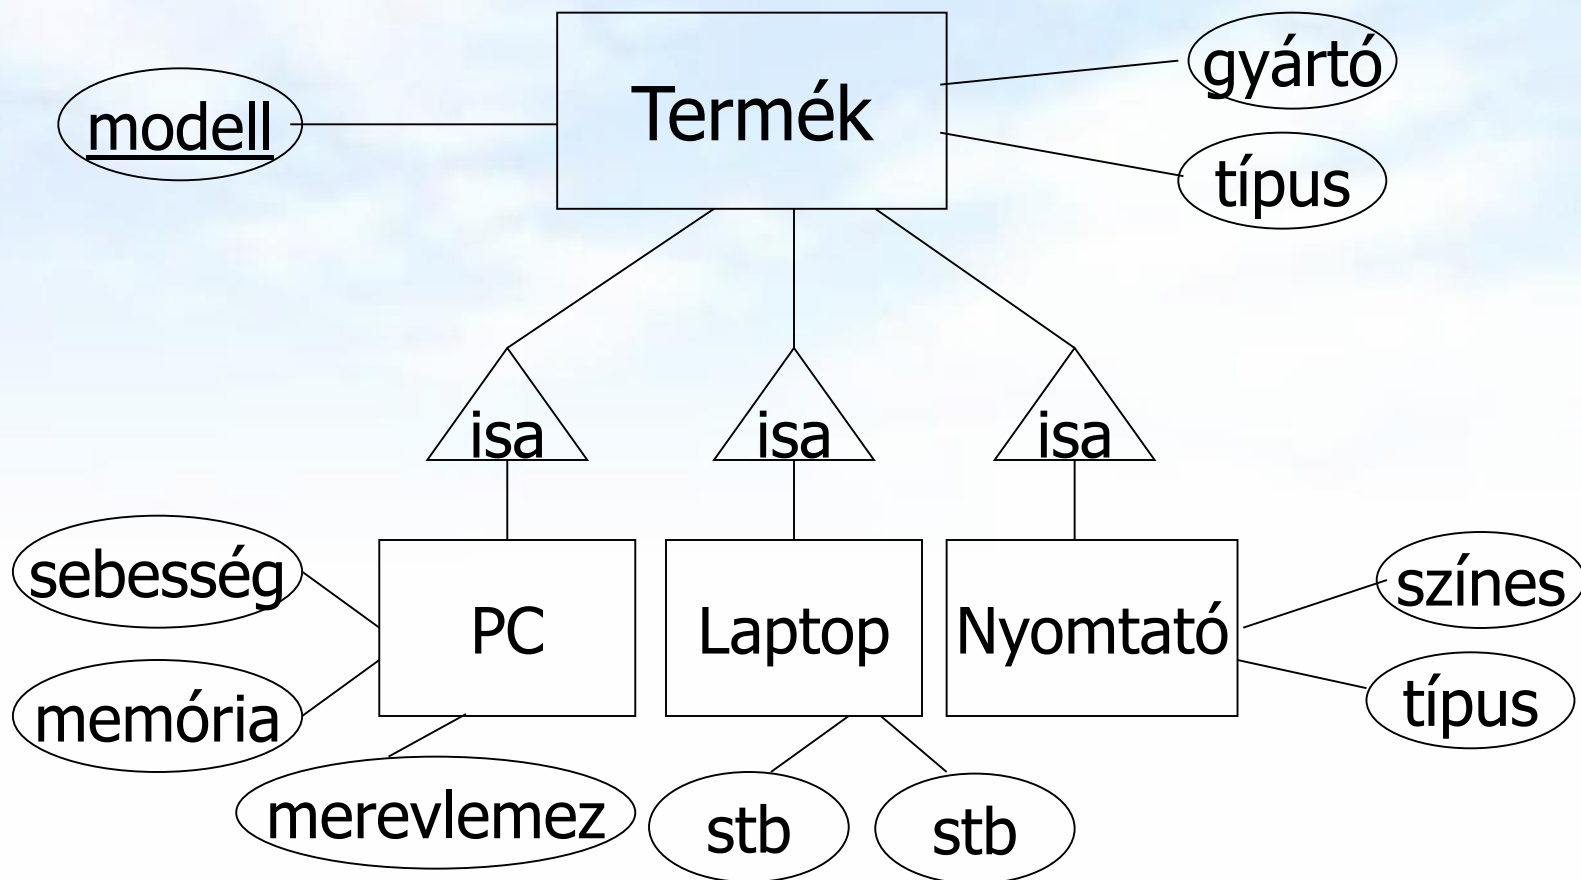 gyártó
modell
Termék
típus
isa
isa
isa
sebesség
PC
Laptop
Nyomtató
színes
memória
típus
merevlemez
stb
stb